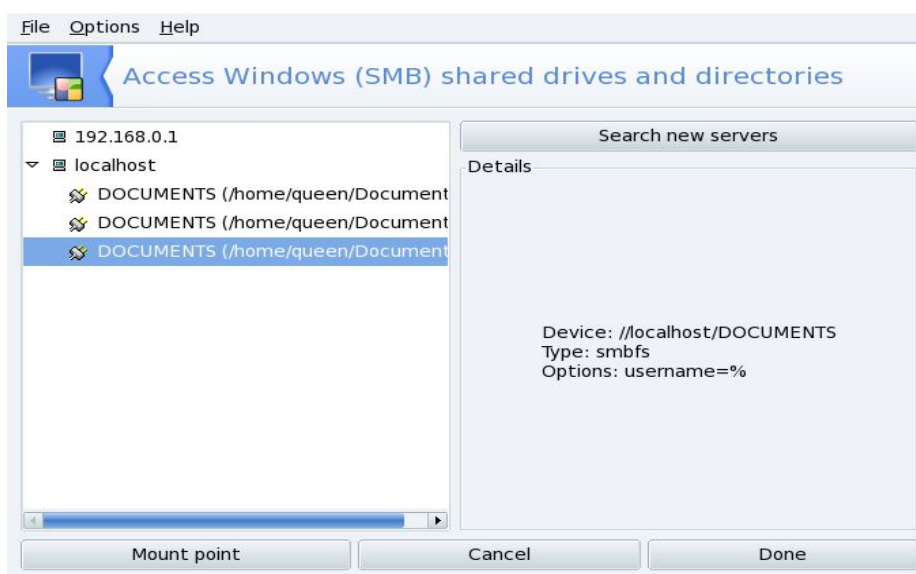 File Options Help
Access Windows (SMB) shared drives and directories
192.168.0.1
localhost
DOCUMENTS (/home/queen/Document
DOCUMENTS (/home/queen/Document
DOCUMENTS (/home/queen/Document
Search new servers
Details
Device: //localhost/DOCUMENTS
Type: smbfs
Options: username=%
Mount point Cancel Done